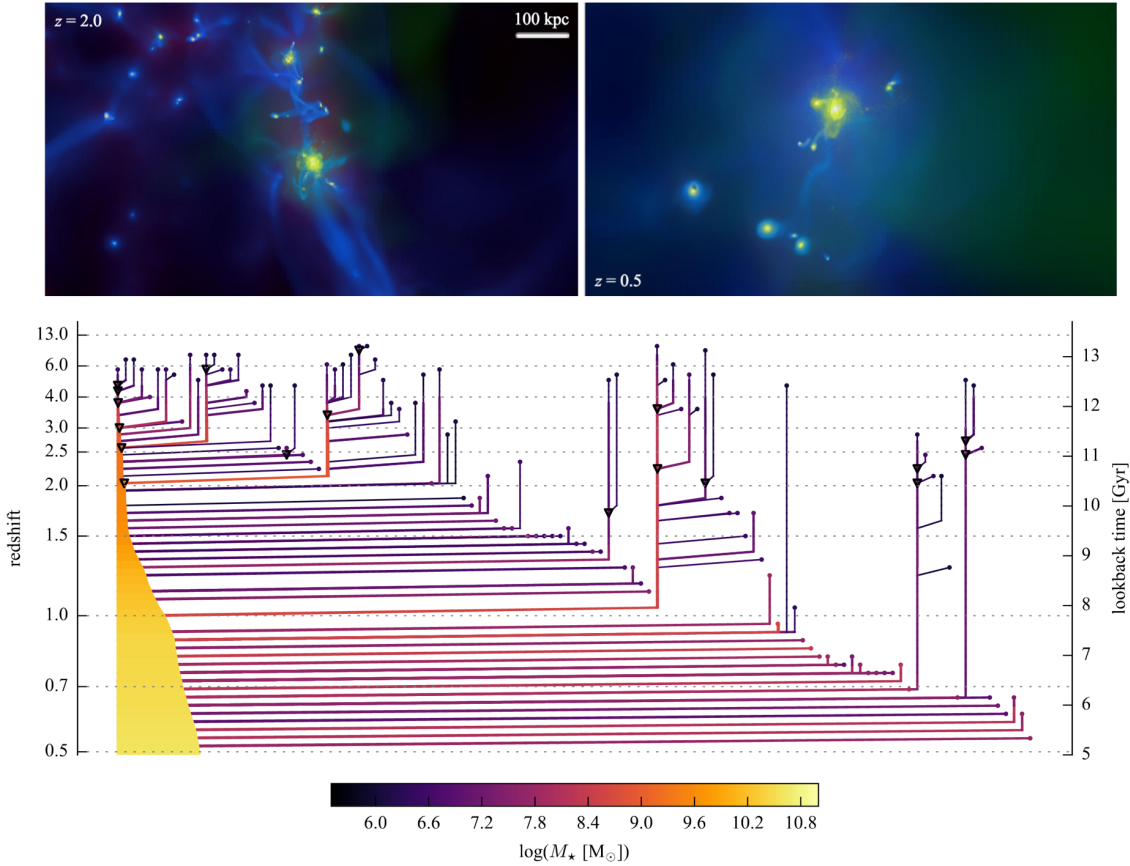 z = 2.0
100 kpc
z = 0.5
13.0
6.0
4.0
3.0
2.5
2.0
1.5
1.0
0.7
0.5
redshift
13
12
11
10
9
8
7
6
5
lookback time [Gyr]
6.0 6.6 7.2 7.8 8.4 9.0 9.6 10.2 10.8
log(M⋆ [M⊙])